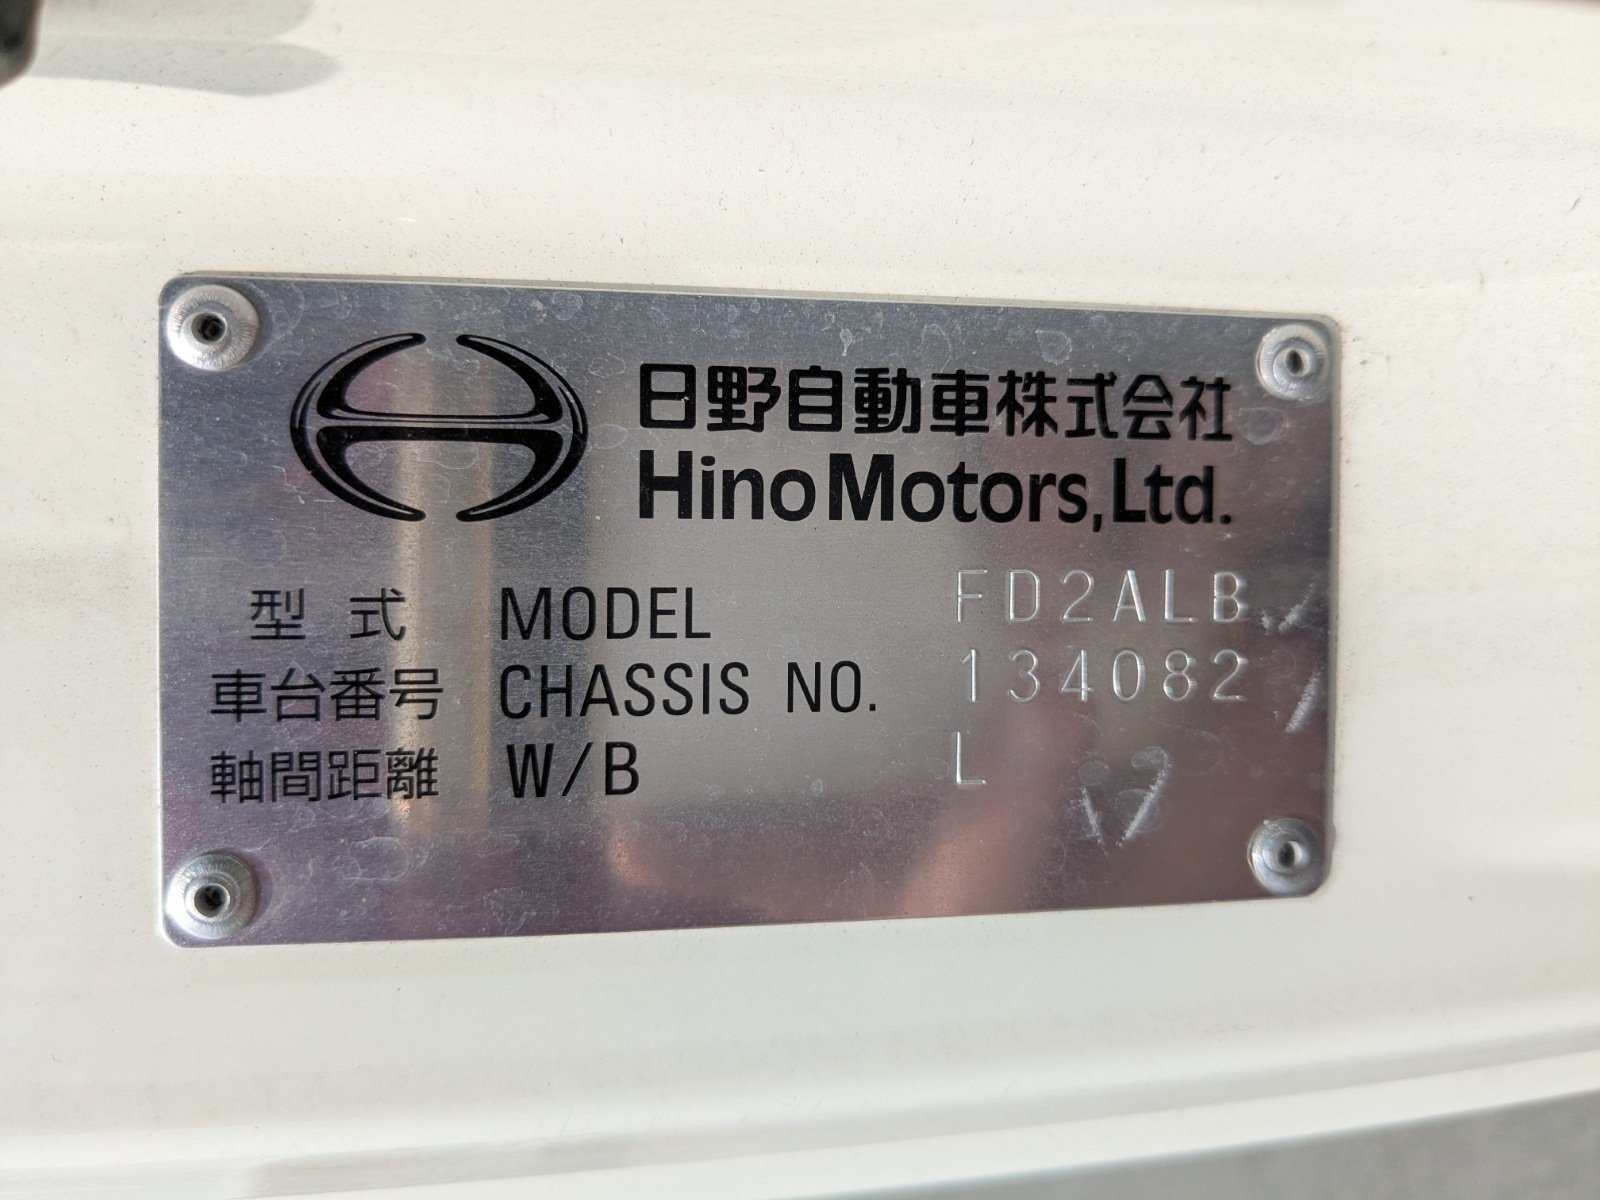 日野自動車株式会社
Hino Motors, Ltd.
型式 MODEL FD2ALB
車台番号 CHASSIS NO. 134082
軸間距離 W/B L